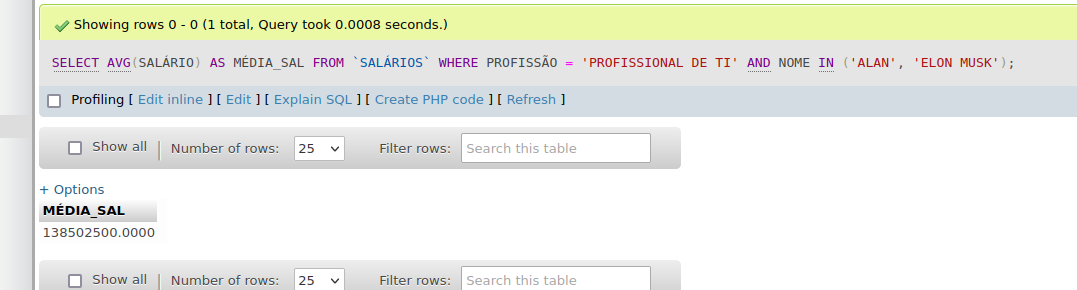 Showing rows 0 - 0 (1 total, Query took 0.0008 seconds.)
SELECT AVG(SALÁRIO) AS MÉDIA_SAL FROM `SALÁRIOS` WHERE PROFISSÃO = 'PROFISSIONAL DE TI' AND NOME IN ('ALAN', 'ELON MUSK');
Profiling [ Edit inline ] [ Edit ] [ Explain SQL ] [ Create PHP code ] [ Refresh ]
Show all | Number of rows: 25 Filter rows: Search this table
+ Options
MÉDIA_SAL
138502500.0000
Show all | Number of rows: 25 Filter rows: Search this table